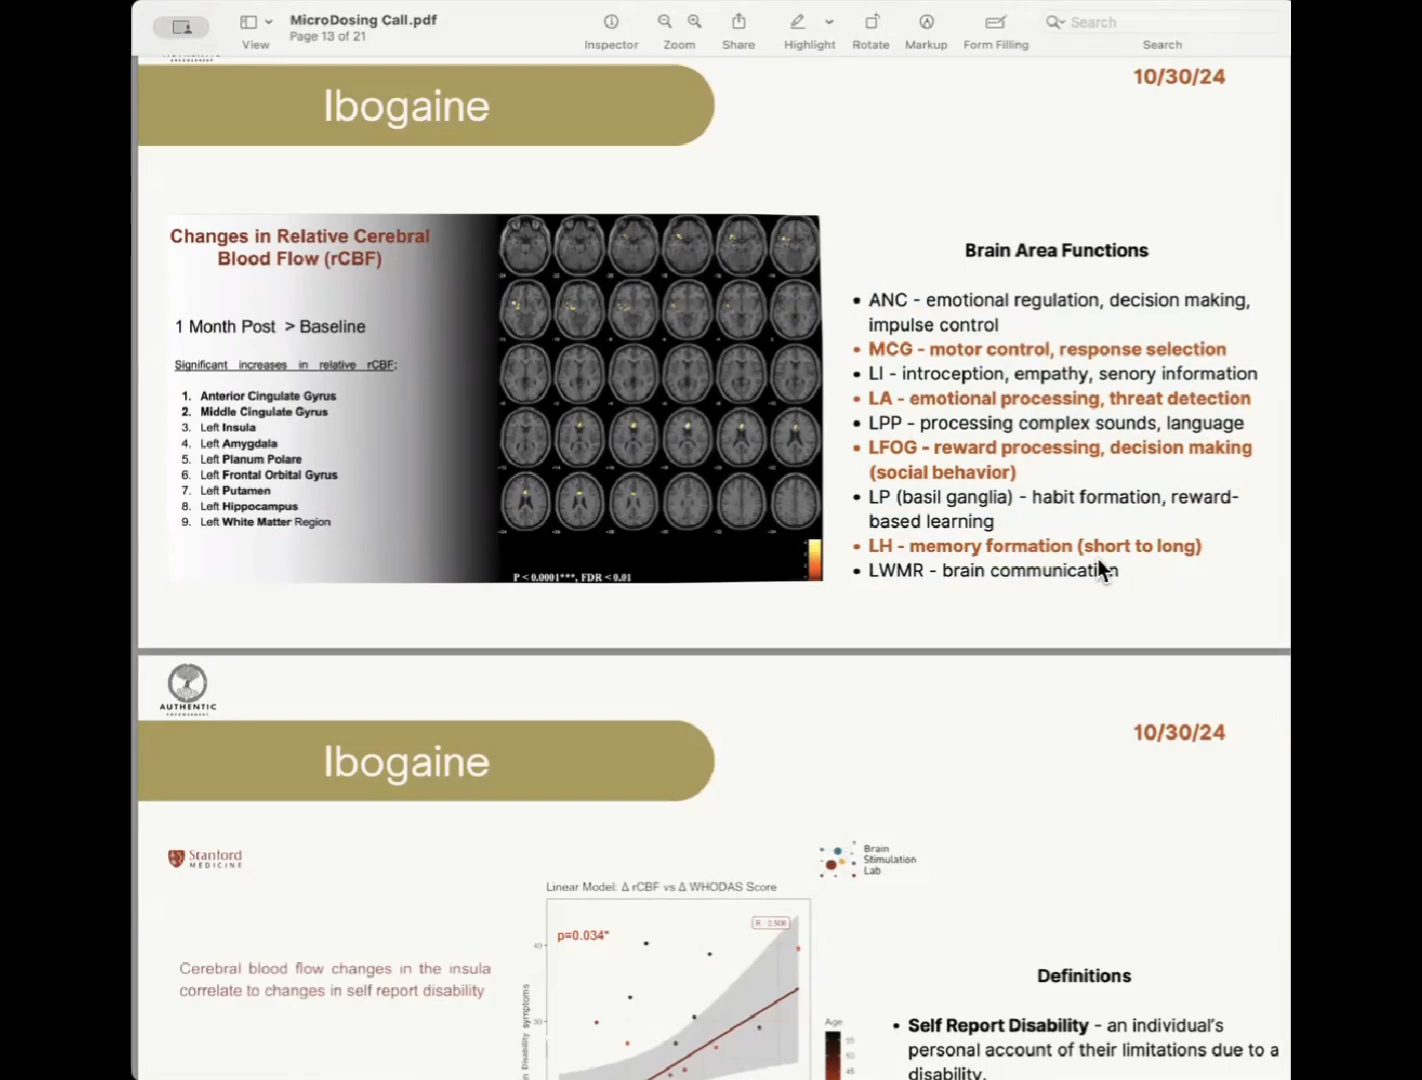 MicroDosing Call.pdf
Page 13 of 21
View
Inspector
Zoom
Share
Highlight
Rotate
Markup
Form Filling
Search
Search
Ibogaine
10/30/24
Changes in Relative Cerebral
Blood Flow (rCBF)
1 Month Post > Baseline
Significant increases in relative rCBF:
1. Anterior Cingulate Gyrus
2. Middle Cingulate Gyrus
3. Left Insula
4. Left Amygdala
5. Left Planum Polare
6. Left Frontal Orbital Gyrus
7. Left Putamen
8. Left Hippocampus
9. Left White Matter Region
P < 0.0001***, FDR < 0.01
Brain Area Functions
• ANC - emotional regulation, decision making,
impulse control
• MCG - motor control, response selection
• LI - introception, empathy, senory information
• LA - emotional processing, threat detection
• LPP - processing complex sounds, language
• LFOG - reward processing, decision making
(social behavior)
• LP (basil ganglia) - habit formation, reward-
based learning
• LH - memory formation (short to long)
• LWMR - brain communication
AUTHENTIC
Ibogaine
10/30/24
Stanford
MEDICINE
Brain
Stimulation
Lab
Linear Model: Δ rCBF vs Δ WHODAS Score
p=0.034*
40
30
Cerebral blood flow changes in the insula
correlate to changes in self report disability
Age
Definitions
• Self Report Disability - an individual's
personal account of their limitations due to a
disability.